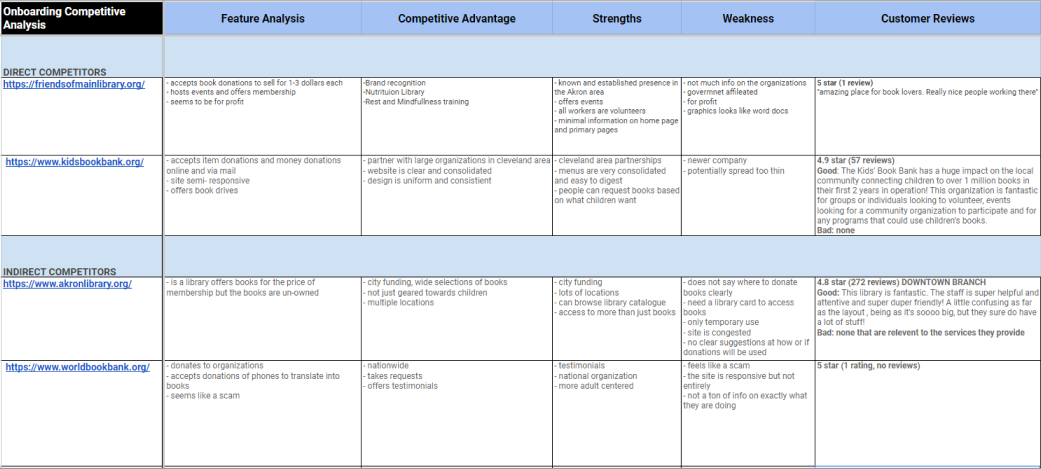 Onboarding Competitive
Analysis
Feature Analysis
Competitive Advantage
Strengths
Weakness
Customer Reviews
DIRECT COMPETITORS
https://friendsofmainlibrary.org/
- accepts book donations to sell for 1-3 dollars each
- hosts events and offers membership
- seems to be for profit
-Brand recognition
-Nutrituion Library
-Rest and Mindfullness training
- known and established presence in
the Akron area
- offers events
- all workers are volunteers
- minimal information on home page
and primary pages
- not much info on the organizations
- govermnet affileated
- for profit
- graphics looks like word docs
5 star (1 review)
"amazing place for book lovers. Really nice people working there"
https://www.kidsbookbank.org/
- accepts item donations and money donations
online and via mail
- site semi- responsive
- offers book drives
- partner with large organizations in cleveland area
- website is clear and consolidated
- design is uniform and consistient
- cleveland area partnerships
- menus are very consolidated
and easy to digest
- people can request books based
on what children want
- newer company
- potentially spread too thin
4.9 star (57 reviews)
Good: The Kids' Book Bank has a huge impact on the local
community connecting children to over 1 million books in
their first 2 years in operation! This organization is fantastic
for groups or individuals looking to volunteer, events
looking for a community organization to participate and for
any programs that could use children's books.
Bad: none
INDIRECT COMPETITORS
https://www.akronlibrary.org/
- is a library offers books for the price of
membership but the books are un-owned
- city funding, wide selections of books
- not just geared towards children
- multiple locations
- city funding
- lots of locations
- can browse library catalogue
- access to more than just books
- does not say where to donate
books clearly
- need a library card to access
books
- only temporary use
- site is congested
- no clear suggestions at how or if
donations will be used
4.8 star (272 reviews) DOWNTOWN BRANCH
Good: This library is fantastic. The staff is super helpful and
attentive and super duper friendly! A little confusing as far
as the layout , being as it's soooo big, but they sure do have
a lot of stuff!
Bad: none that are relevent to the services they provide
https://www.worldbookbank.org/
- donates to organizations
- accepts donations of phones to translate into
books
- seems like a scam
- nationwide
- takes requests
- offers testimonials
- testimonials
- national organization
- more adult centered
- feels like a scam
- the site is responsive but not
entirely
- not a ton of info on exactly what
they are doing
5 star (1 rating, no reviews)